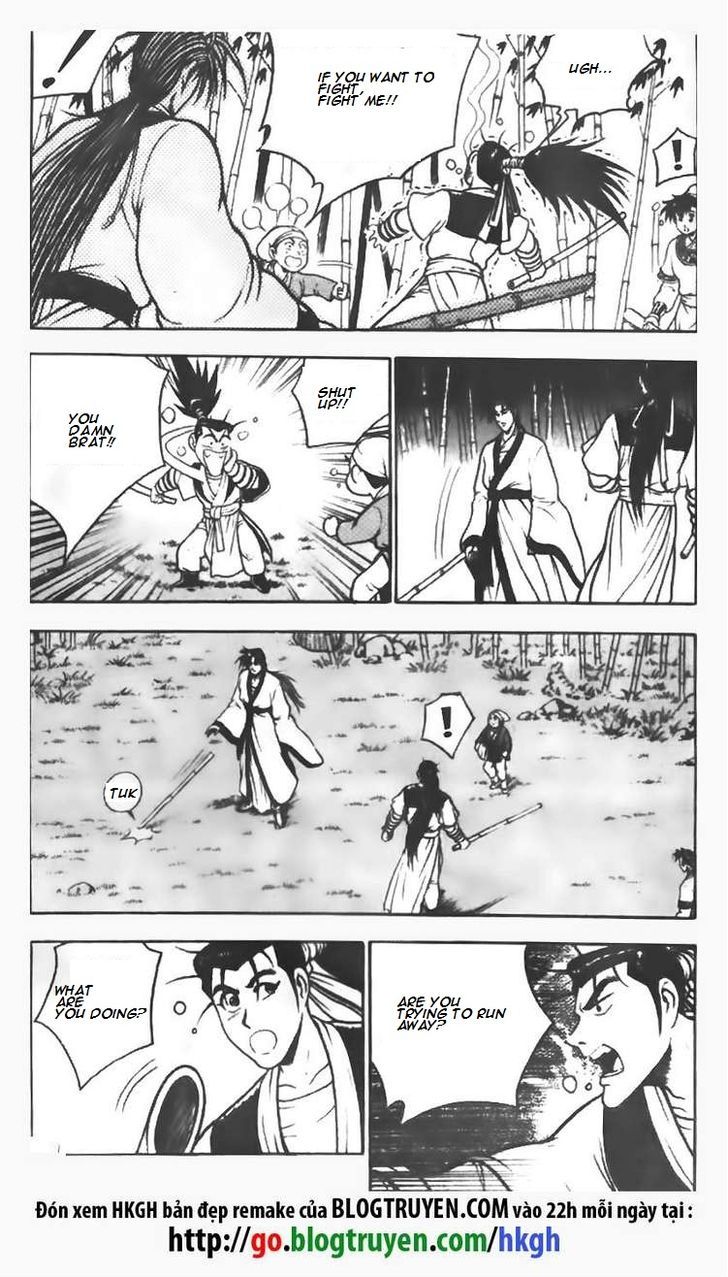 !
IF YOU WANT TO
FIGHT,
FIGHT ME!!
UGH...
!
YOU
DAMN
BRAT!!
SHUT
UP!!
!
TUK
WHAT
ARE
YOU DOING?
ARE YOU
TRYING TO RUN
AWAY?
Đón xem HKGH bản đẹp remake của BLOGTRUYEN.COM vào 22h mỗi ngày tại :
http://go.blogtruyen.com/hkgh